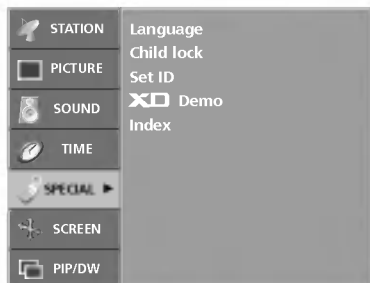 STATION
PICTURE
SOUND
TIME
SPECIAL
SCREEN
PIP/DW
Language
Child lock
Set ID
XD Demo
Index